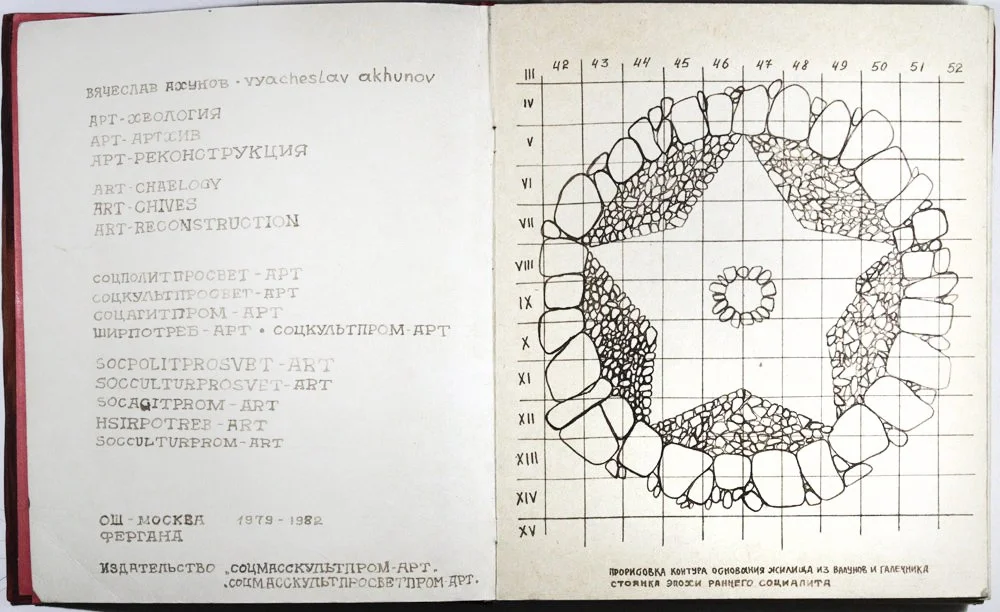 ВЯЧЕСЛАВ АХУНОВ · vyacheslav akhunov
АРТ-ХЕОЛОГИЯ
АРТ-АРТХИВ
АРТ-РЕКОНСТРУКЦИЯ
ART-CHAELOGY
ART-CHIVES
ART-RECONSTRUCTION
СОЦПОЛИТПРОСВЕТ-АРТ
СОЦКУЛЬТПРОСВЕТ-АРТ
СОЦАГИТПРОМ-АРТ
ШИРПОТРЕБ-АРТ · СОЦКУЛЬТПРОМ-АРТ
SOCPOLITPROSVET-ART
SOCCULTURPROSVET-ART
SOCAGITPROM-ART
HSIRPOTREB-ART
SOCCULTURPROM-ART
ОШ-МОСКВА 1979-1982
ФЕРГАНА
ИЗДАТЕЛЬСТВО „СОЦМАССКУЛЬТПРОМ-АРТ"
„СОЦМАССКУЛЬТПРОСВЕТПРОМ-АРТ"
42 43 44 45 46 47 48 49 50 51 52
III
IV
V
VI
VII
VIII
IX
X
XI
XII
XIII
XIV
XV
ПРОРИСОВКА КОНТУРА ОСНОВАНИЯ ЖИЛИЩА ИЗ ВАЛУНОВ И ГАЛЕЧНИКА
СТОЯНКА ЭПОХИ РАННЕГО СОЦИАЛИТА